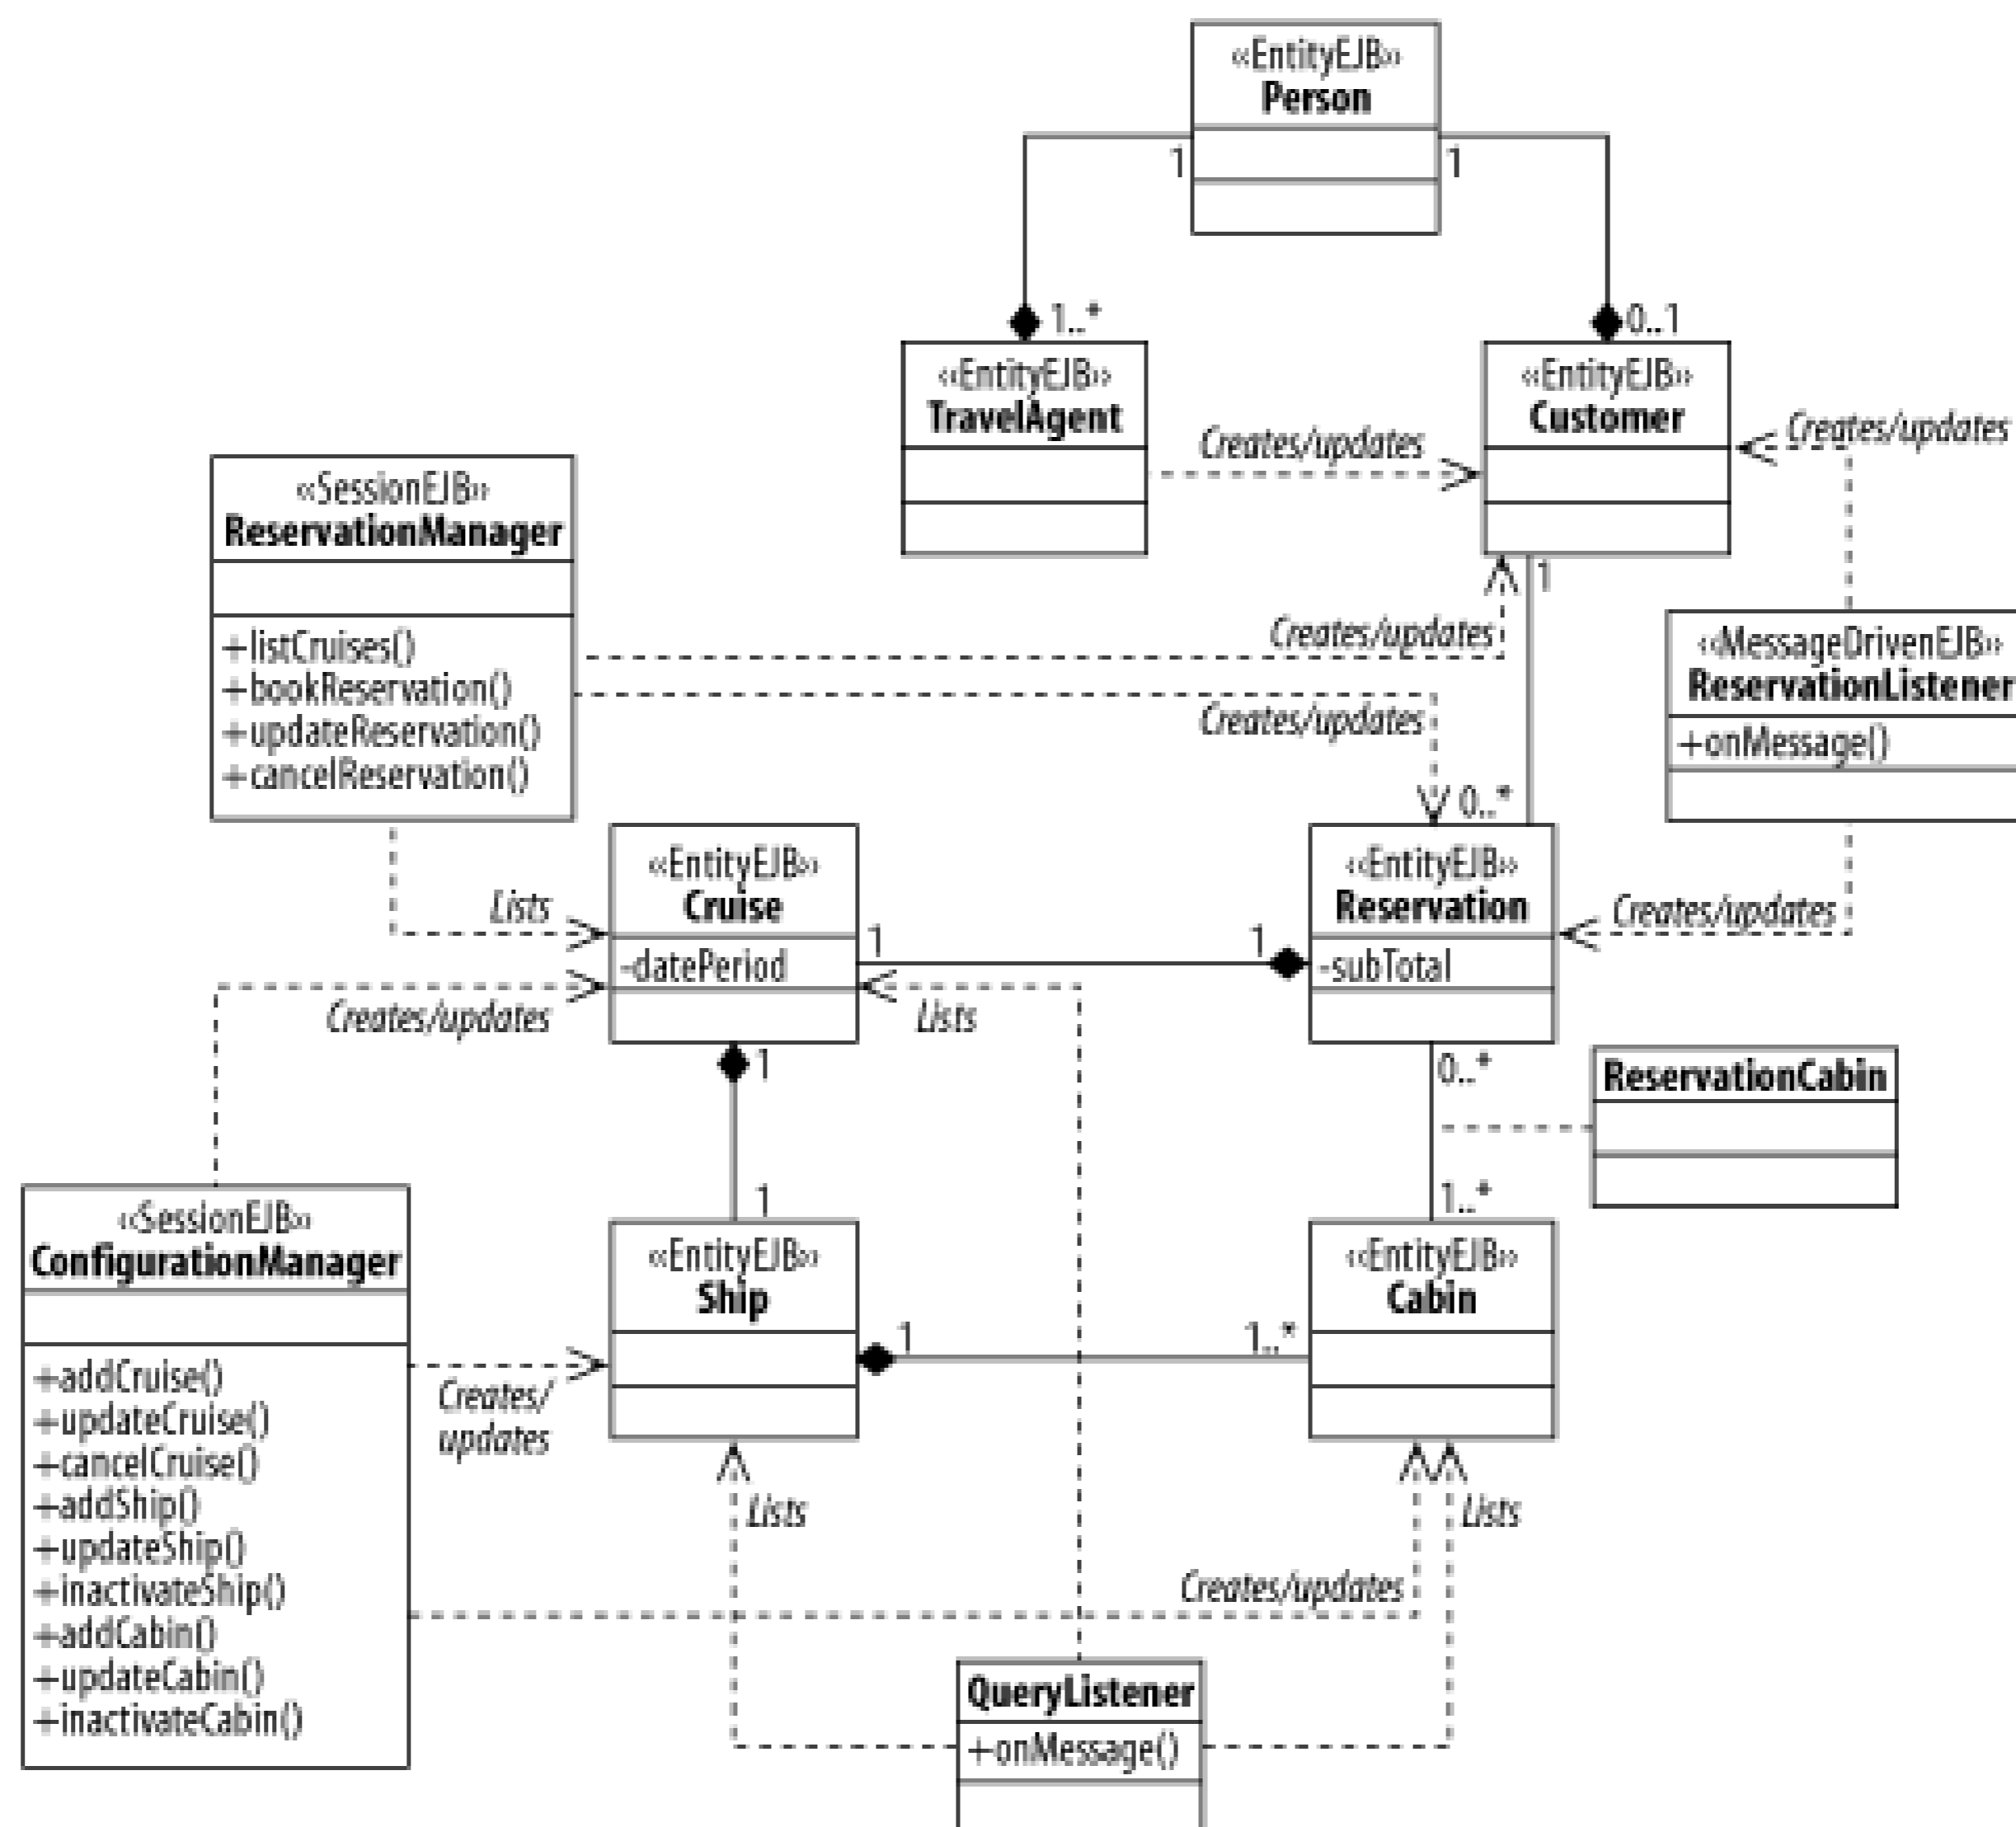 «EntityEJB»
Person
1
1
1..*
0..1
«EntityEJB»
TravelAgent
Creates/updates
«EntityEJB»
Customer
Creates/updates
1
«SessionEJB»
ReservationManager
+listCruises()
+bookReservation()
+updateReservation()
+cancelReservation()
Creates/updates
Creates/updates
0..*
«MessageDrivenEJB»
ReservationListener
+onMessage()
Lists
«EntityEJB»
Cruise
-datePeriod
1
1
«EntityEJB»
Reservation
-subTotal
Creates/updates
Creates/updates
Lists
1
0..*
ReservationCabin
1
1..*
«SessionEJB»
ConfigurationManager
+addCruise()
+updateCruise()
+cancelCruise()
+addShip()
+updateShip()
+inactivateShip()
+addCabin()
+updateCabin()
+inactivateCabin()
«EntityEJB»
Ship
1
1..*
«EntityEJB»
Cabin
Creates/
updates
Lists
Lists
Creates/updates
QueryListener
+onMessage()